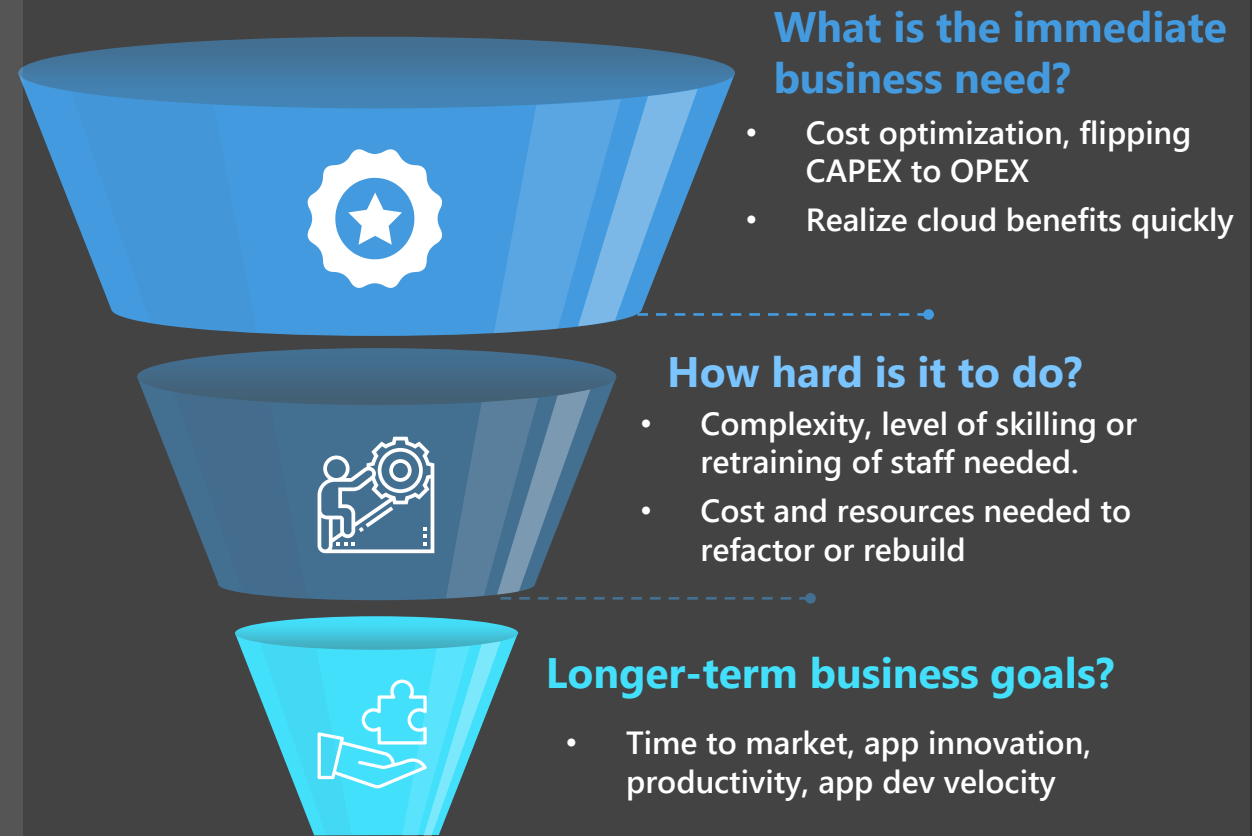 What is the immediate
business need?
• Cost optimization, flipping
CAPEX to OPEX
• Realize cloud benefits quickly
How hard is it to do?
• Complexity, level of skilling or
retraining of staff needed.
• Cost and resources needed to
refactor or rebuild
Longer-term business goals?
• Time to market, app innovation,
productivity, app dev velocity